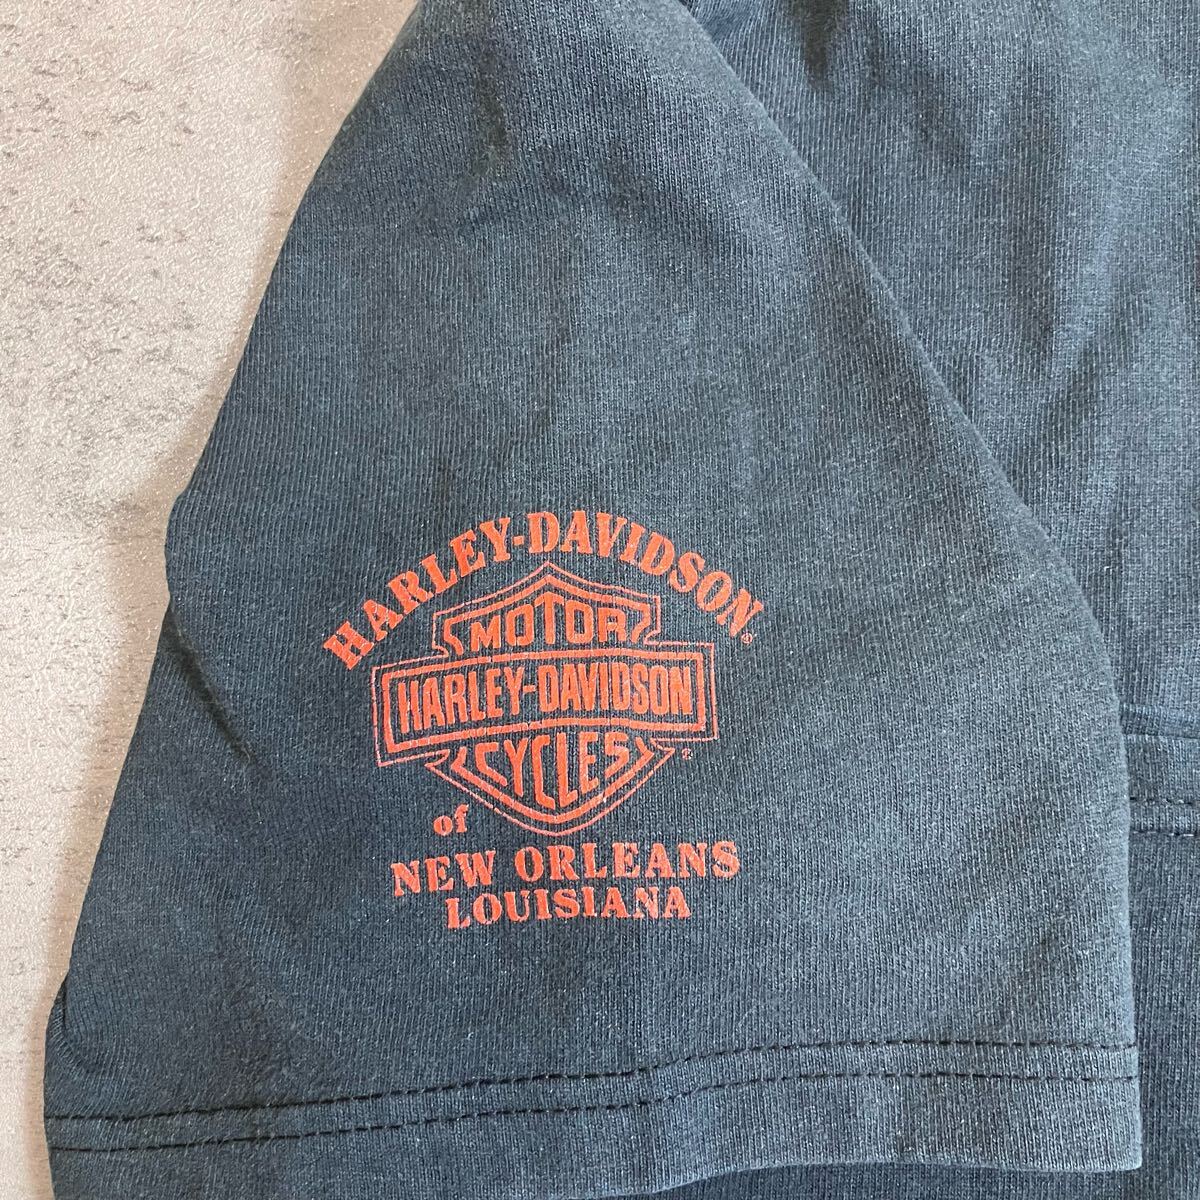 HARLEY-DAVIDSON®
MOTOR
HARLEY-DAVIDSON
CYCLES®
of
NEW ORLEANS
LOUISIANA